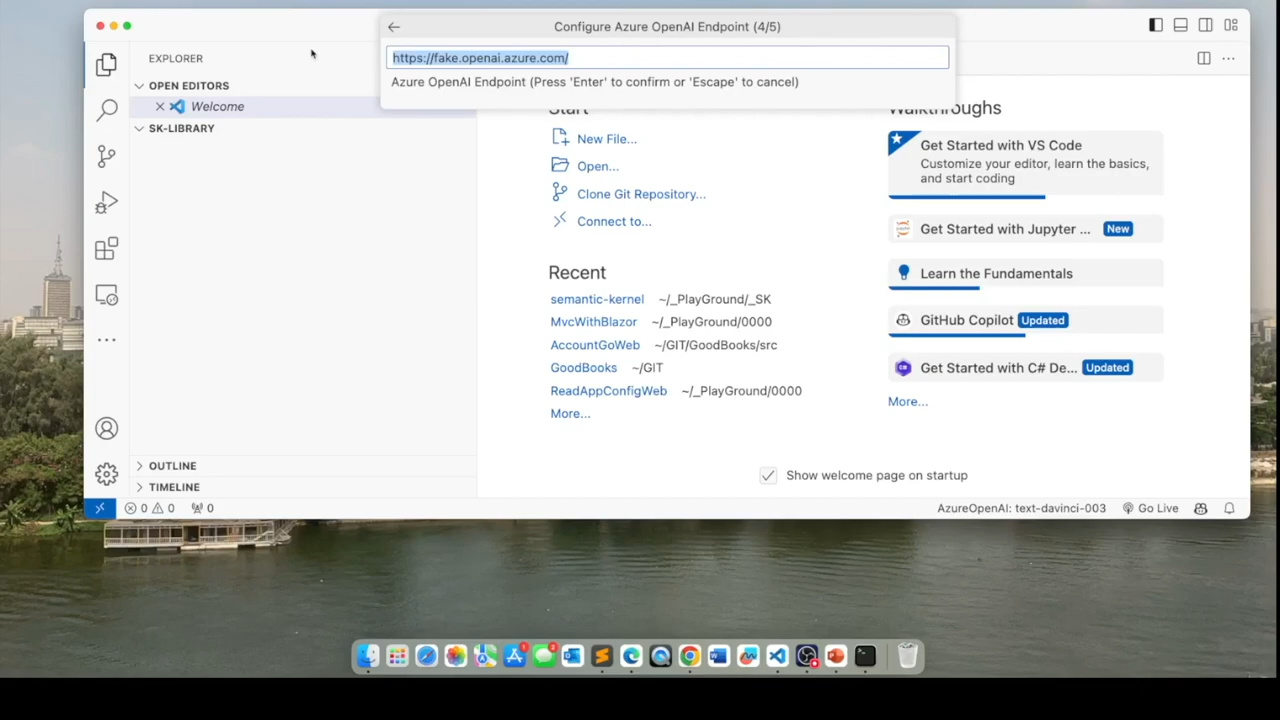 Configure Azure OpenAI Endpoint (4/5)
https://fake.openai.azure.com/
Azure OpenAI Endpoint (Press 'Enter' to confirm or 'Escape' to cancel)
EXPLORER
OPEN EDITORS
Welcome
SK-LIBRARY
OUTLINE
TIMELINE
Start
New File...
Open...
Clone Git Repository...
Connect to...
Recent
semantic-kernel ~/_PlayGround/_SK
MvcWithBlazor ~/_PlayGround/0000
AccountGoWeb ~/GIT/GoodBooks/src
GoodBooks ~/GIT
ReadAppConfigWeb ~/_PlayGround/0000
More...
Walkthroughs
Get Started with VS Code
Customize your editor, learn the basics,
and start coding
Get Started with Jupyter ... New
Learn the Fundamentals
GitHub Copilot Updated
Get Started with C# De... Updated
More...
Show welcome page on startup
0 0 0
AzureOpenAI: text-davinci-003 Go Live